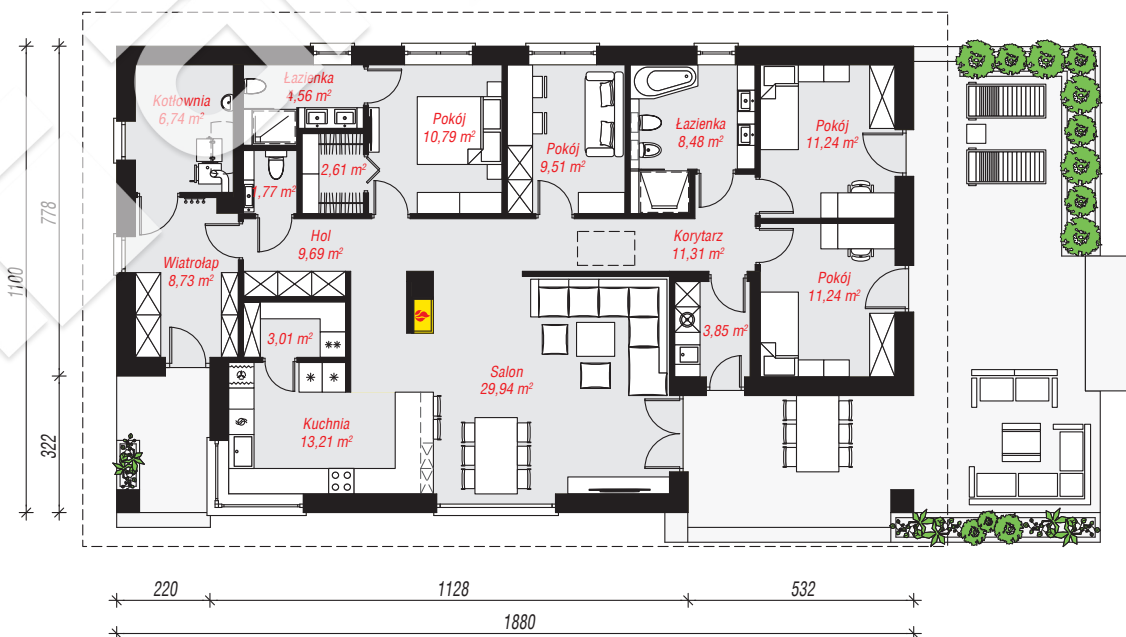 Łazienka
4,56 m²
Kotłownia
6,74 m²
Pokój
10,79 m²
Pokój
9,51 m²
Łazienka
8,48 m²
Pokój
11,24 m²
2,61 m²
1,77 m²
Hol
9,69 m²
Korytarz
11,31 m²
Wiatrołap
8,73 m²
Pokój
11,24 m²
3,01 m²
3,85 m²
Salon
29,94 m²
Kuchnia
13,21 m²
778
1100
322
220
1128
532
1880